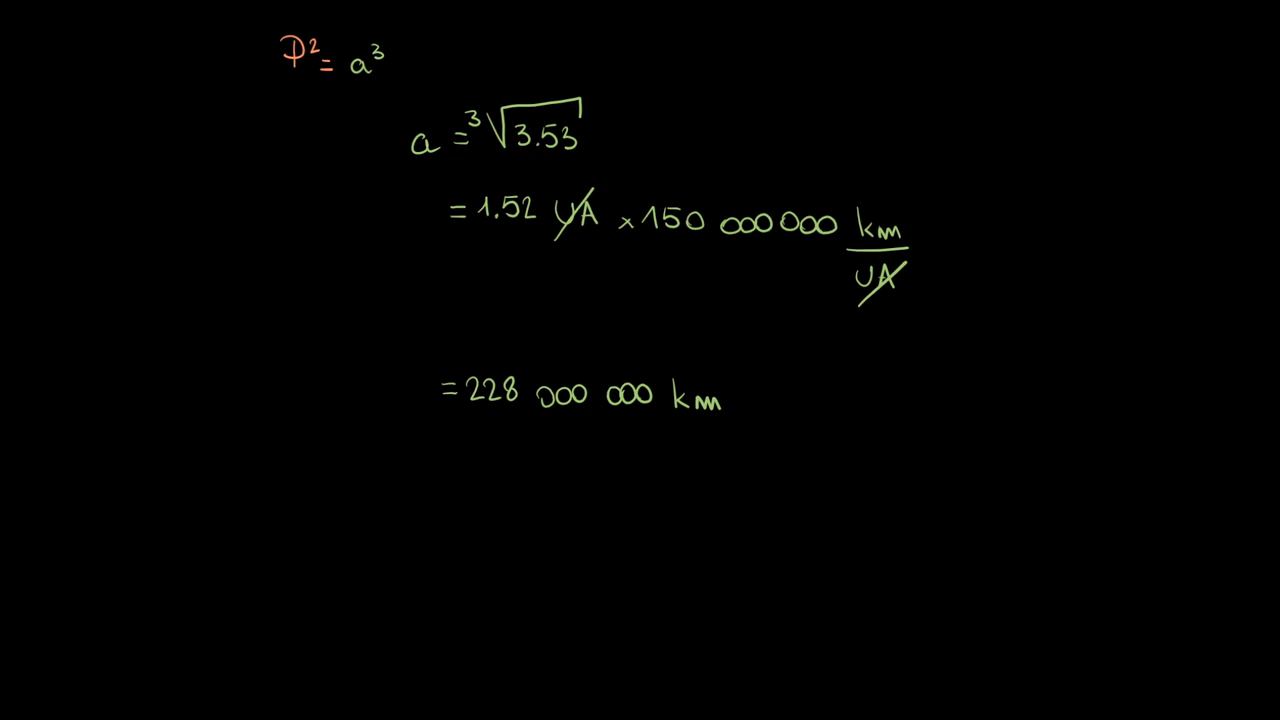 P² = a³
a = ³√3.53
= 1.52 UA × 150 000 000 km/UA
= 228 000 000 km